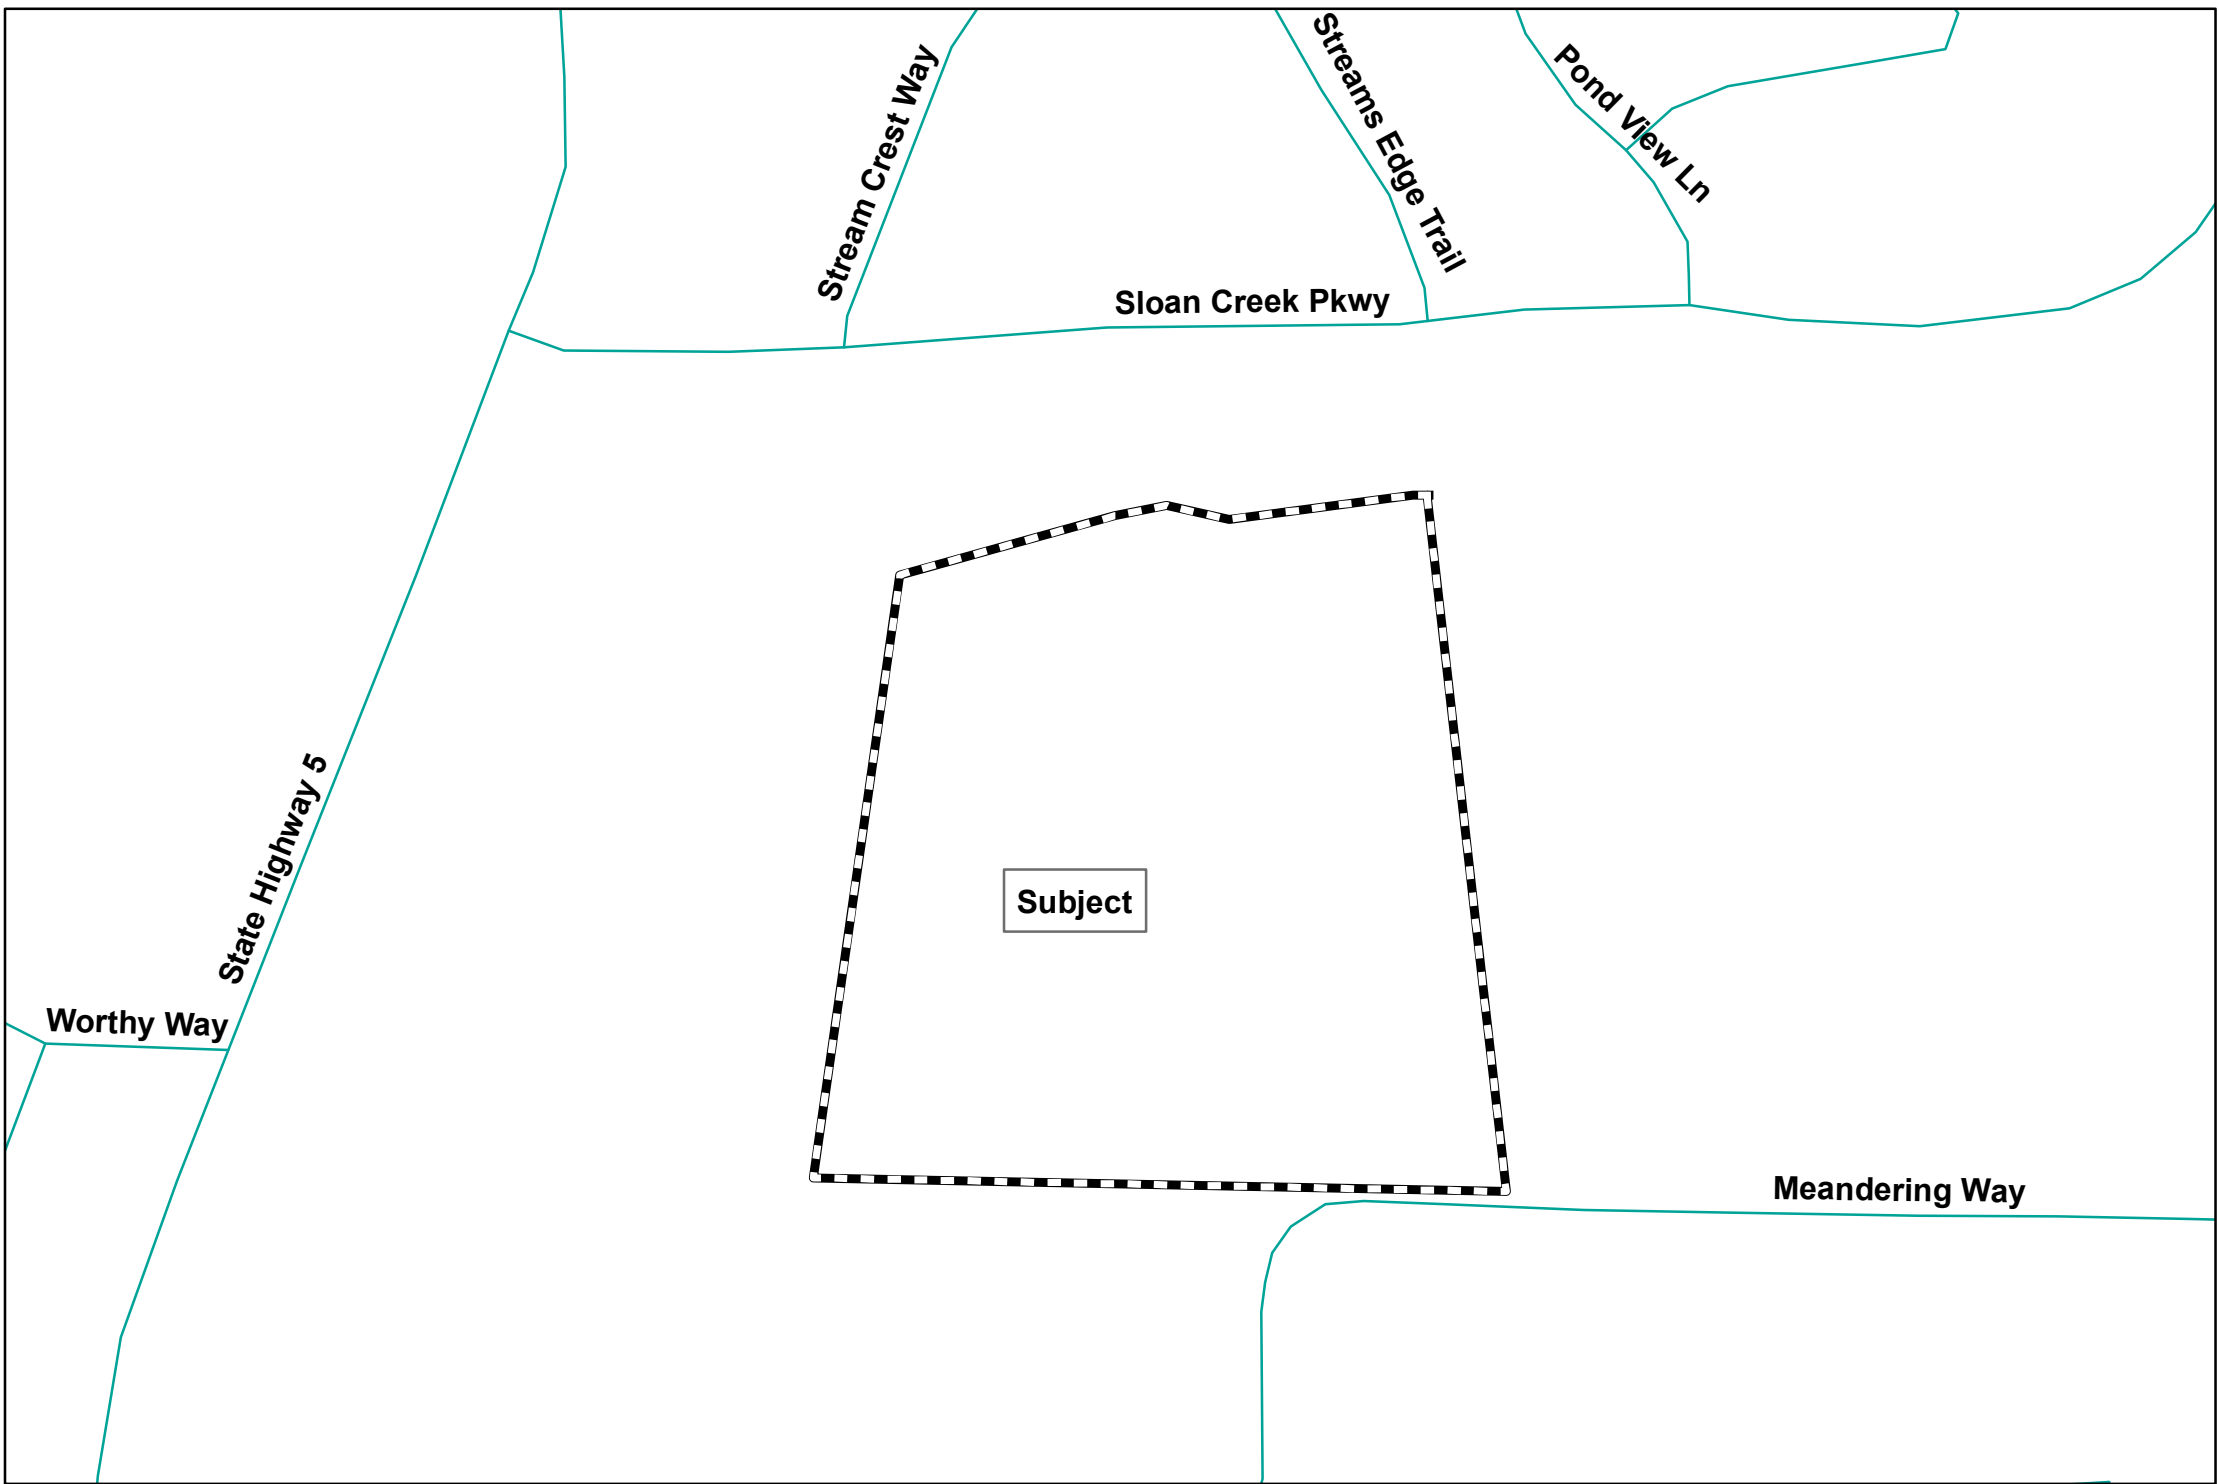 Stream Crest Way
Streams Edge Trail
Pond View Ln
Sloan Creek Pkwy
State Highway 5
Subject
Worthy Way
Meandering Way